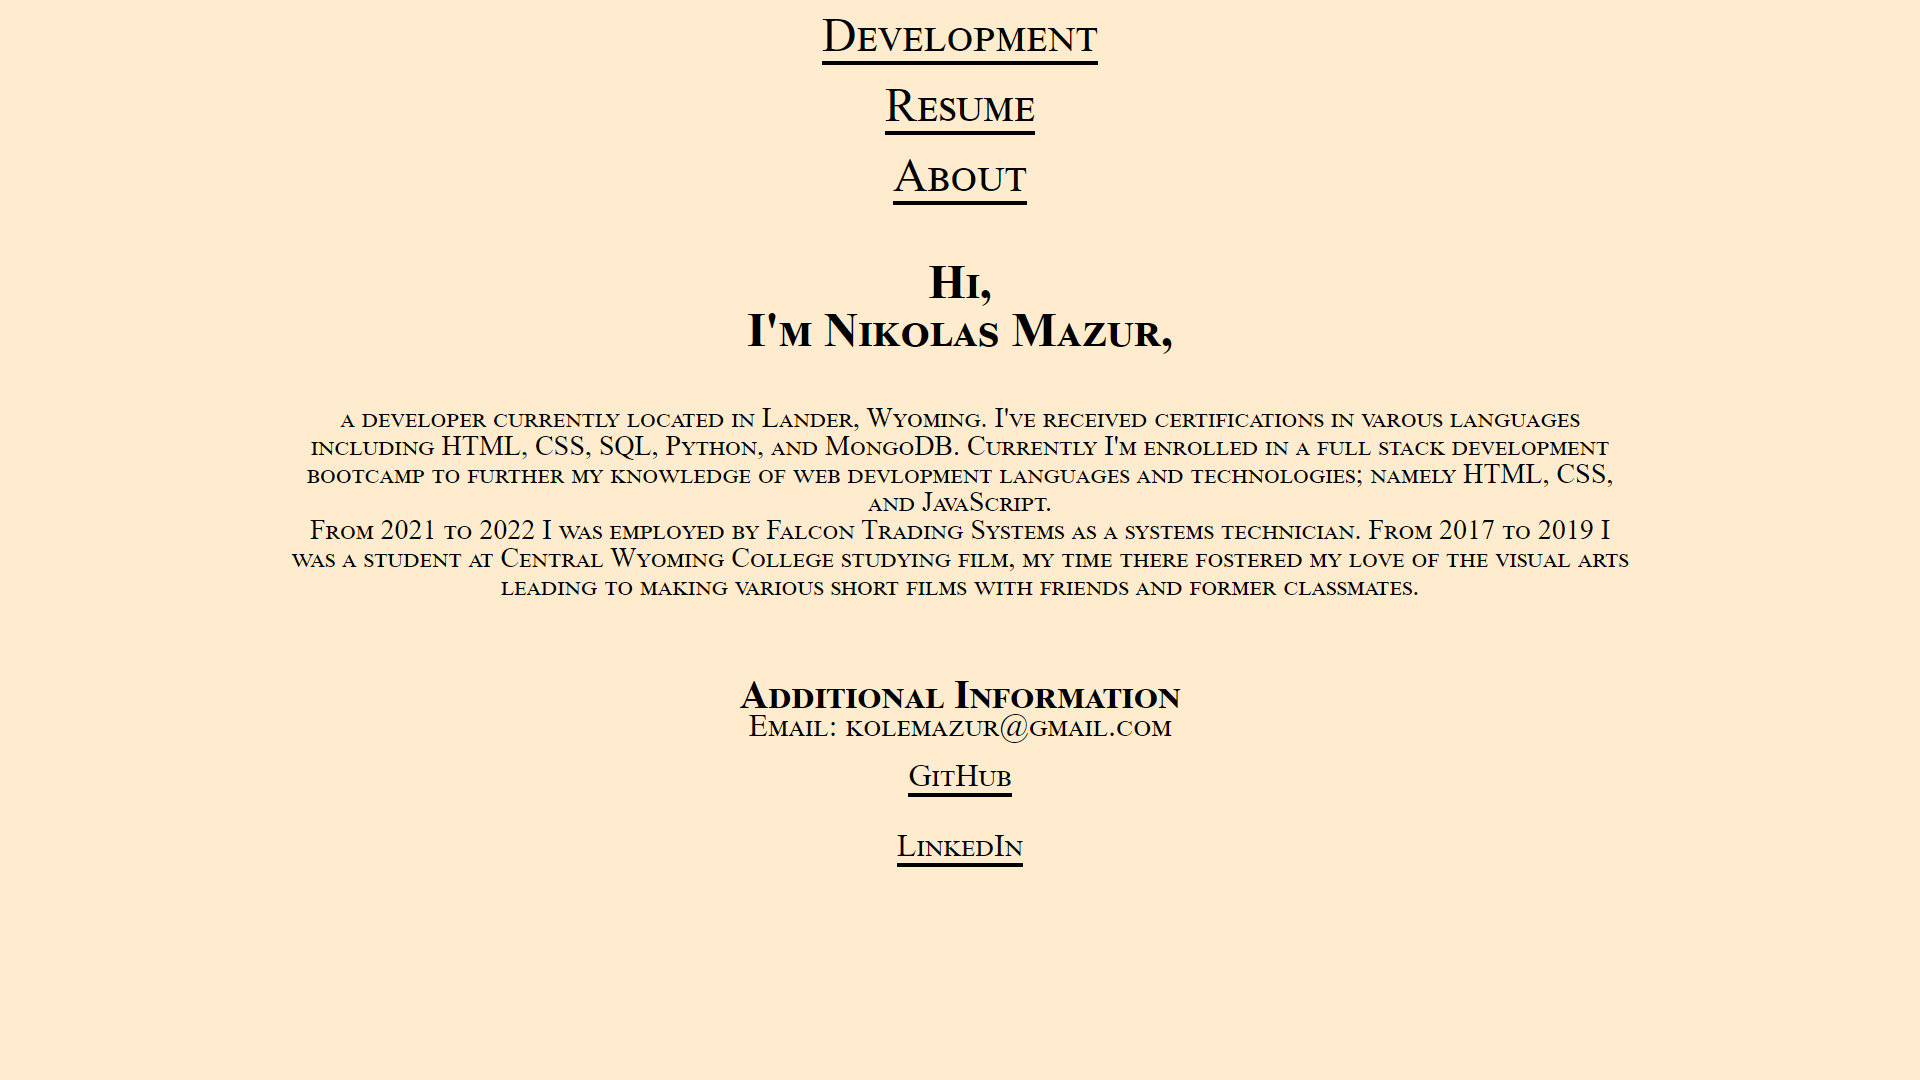 Development
Resume
About
Hi,
I'm Nikolas Mazur,
a developer currently located in Lander, Wyoming. I've received certifications in varous languages
including HTML, CSS, SQL, Python, and MongoDB. Currently I'm enrolled in a full stack development
bootcamp to further my knowledge of web devlopment languages and technologies; namely HTML, CSS,
and JavaScript.
From 2021 to 2022 I was employed by Falcon Trading Systems as a systems technician. From 2017 to 2019 I
was a student at Central Wyoming College studying film, my time there fostered my love of the visual arts
leading to making various short films with friends and former classmates.
Additional Information
Email: kolemazur@gmail.com
GitHub
LinkedIn